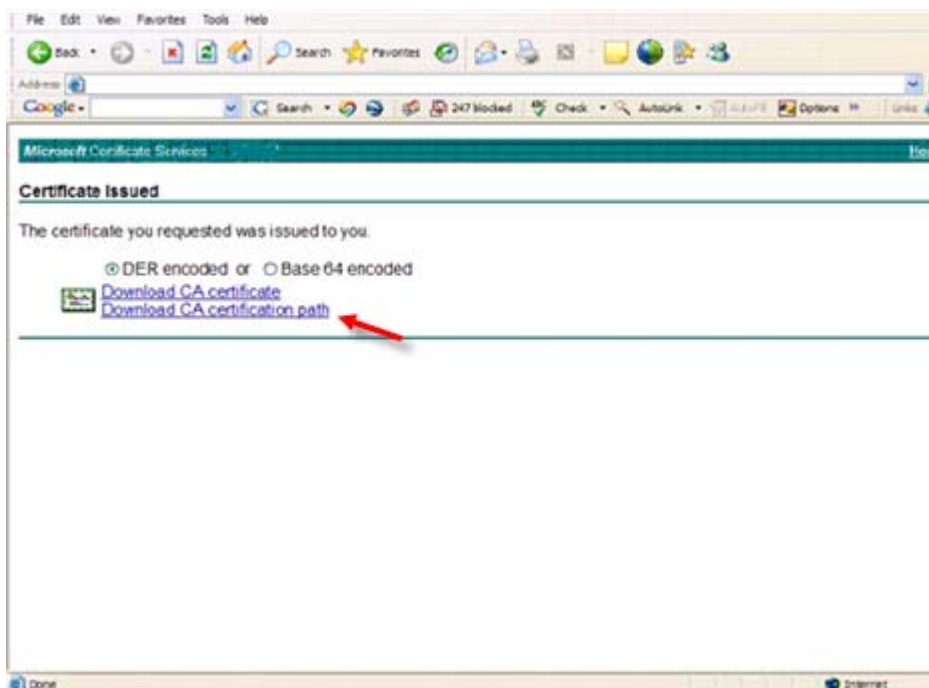 File Edit View Favorites Tools Help
Back Search Favorites
Address
Google Search 247 blocked Check AutoLink Options Links
Microsoft Certificate Services
Certificate Issued
The certificate you requested was issued to you.
DER encoded or Base 64 encoded
Download CA certificate
Download CA certification path
Done Internet